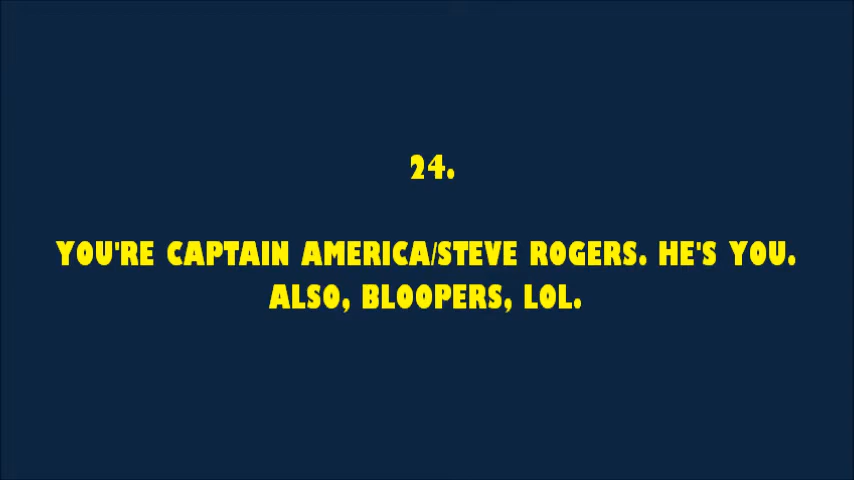 24.
YOU'RE CAPTAIN AMERICA/STEVE ROGERS. HE'S YOU.
ALSO, BLOOPERS, LOL.